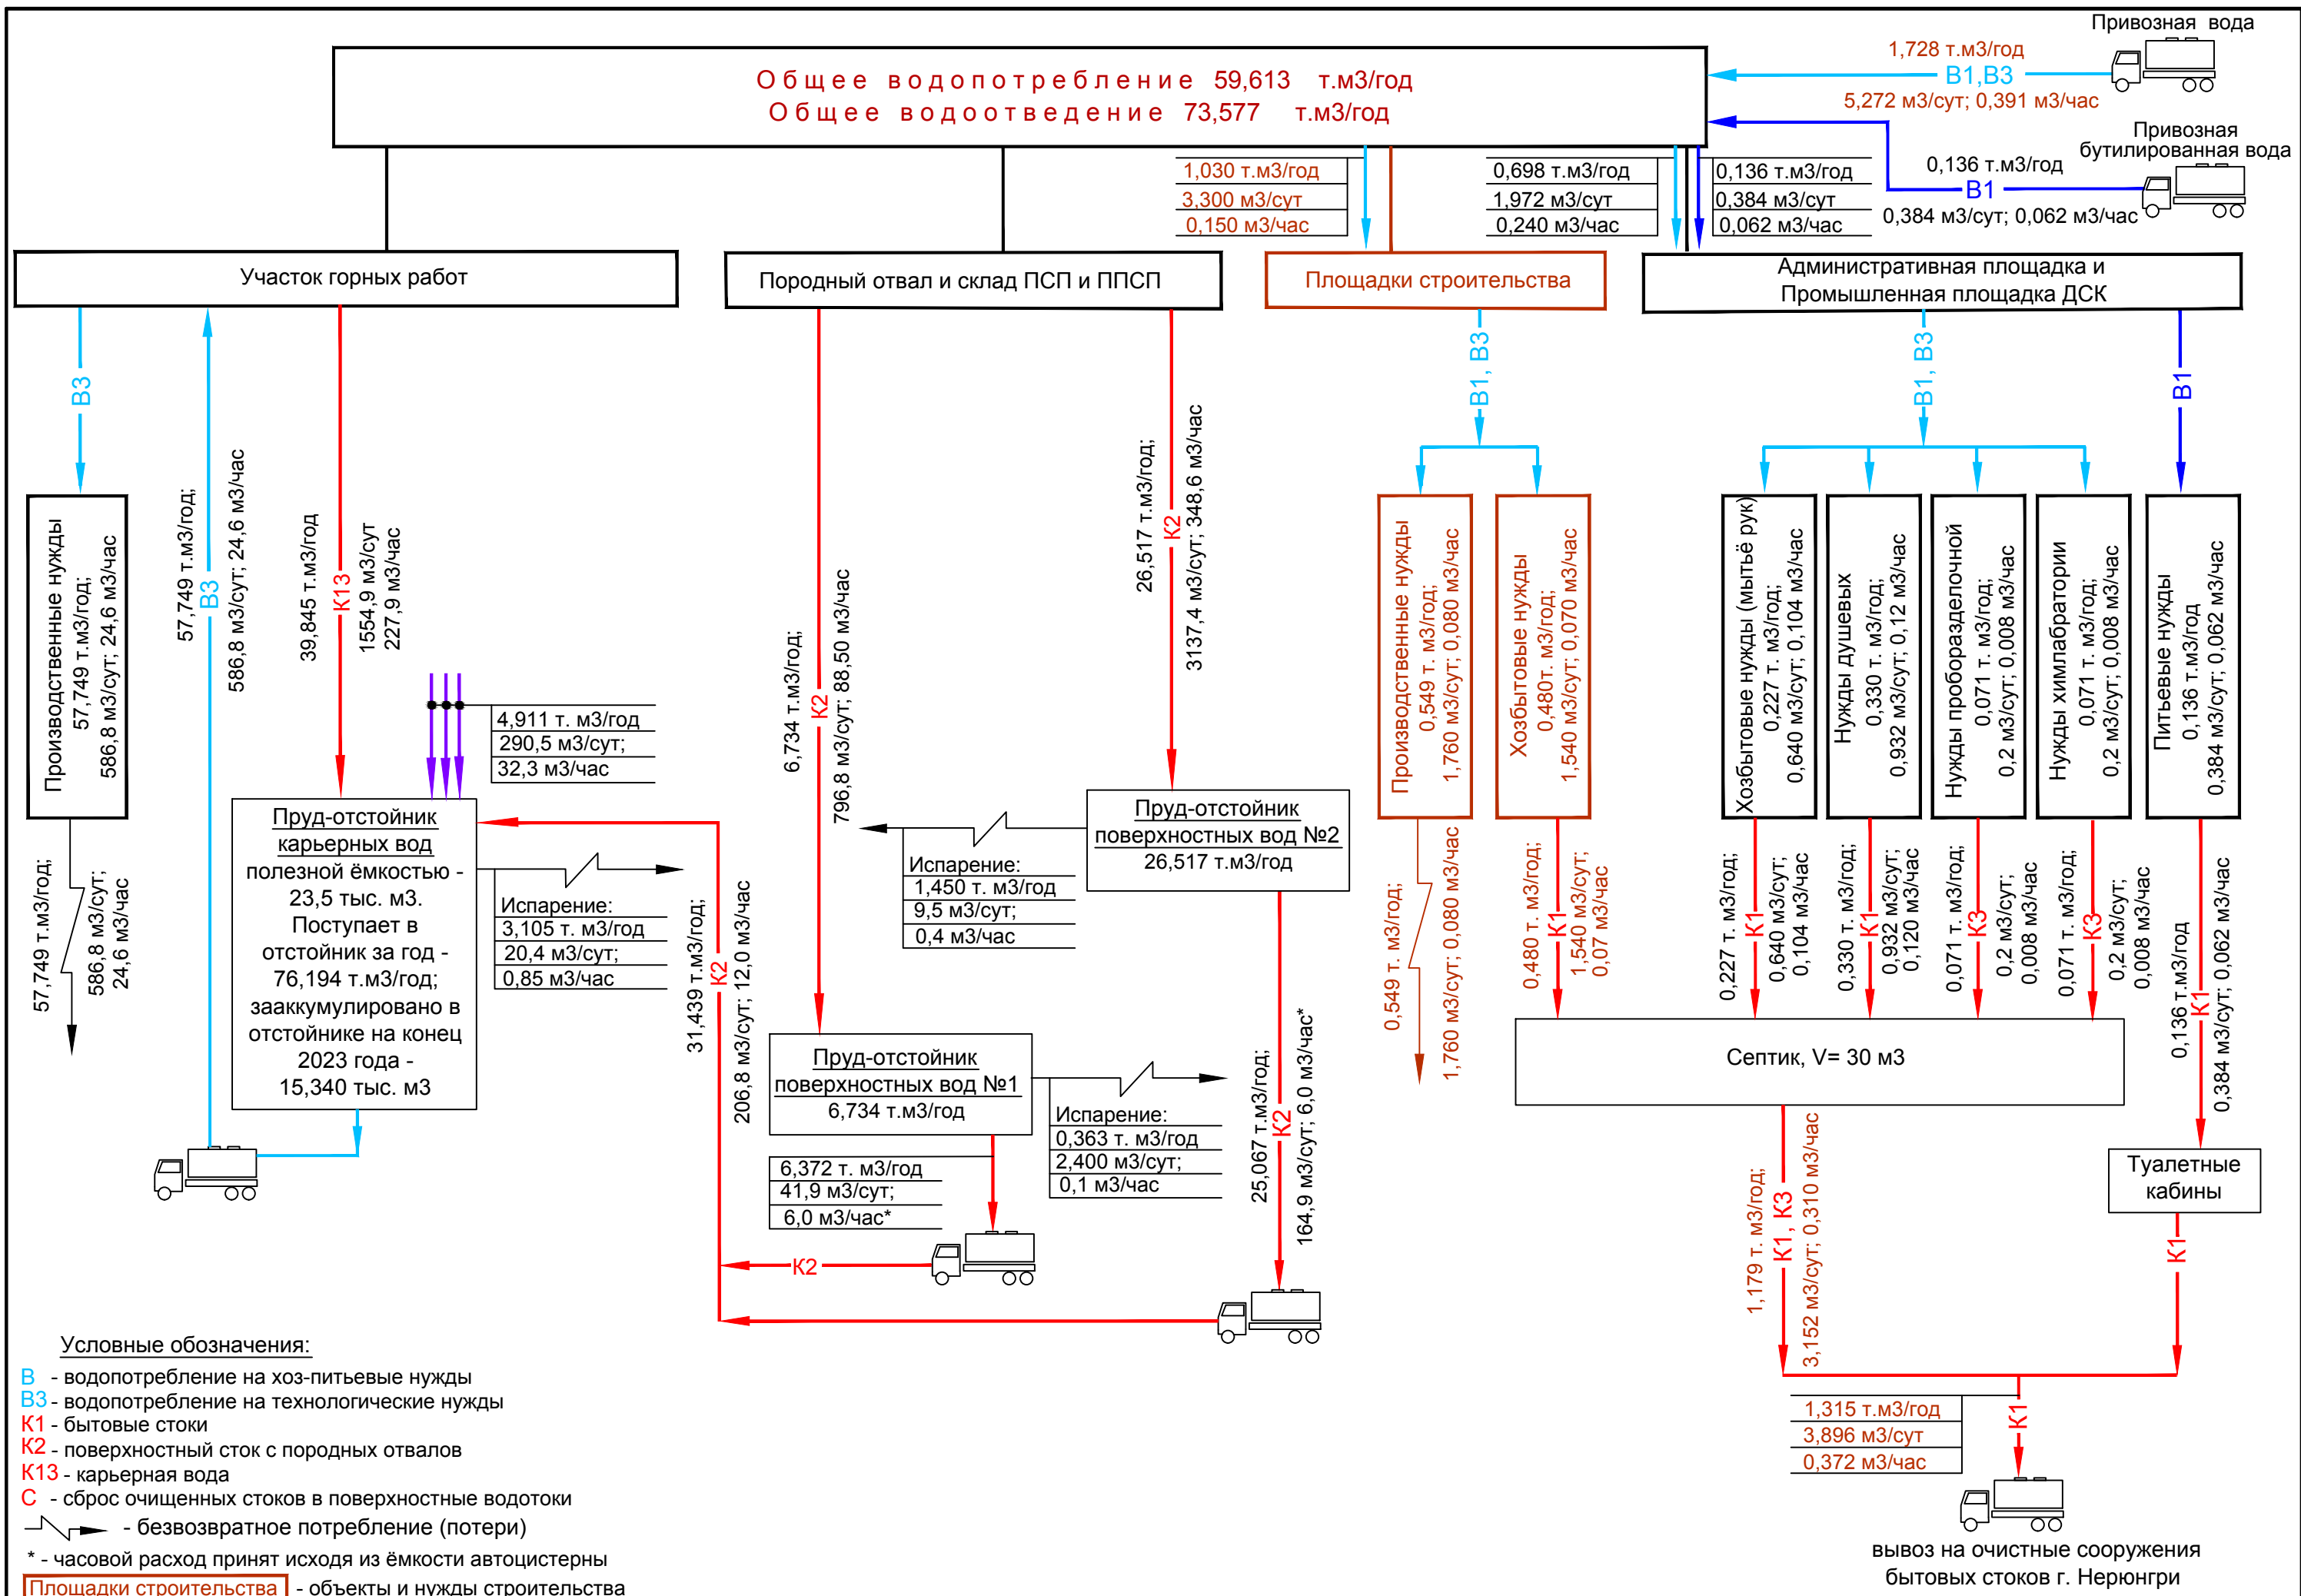 Привозная вода
1,728 т.м3/год
В1,В3
5,272 м3/сут; 0,391 м3/час
Общее водопотребление 59,613 т.м3/год
Общее водоотведение 73,577 т.м3/год
Привозная
бутилированная вода
0,136 т.м3/год
В1
0,384 м3/сут; 0,062 м3/час
1,030 т.м3/год
3,300 м3/сут
0,150 м3/час
0,698 т.м3/год
1,972 м3/сут
0,240 м3/час
0,136 т.м3/год
0,384 м3/сут
0,062 м3/час
Участок горных работ
Породный отвал и склад ПСП и ППСП
Площадки строительства
Административная площадка и
Промышленная площадка ДСК
В3
57,749 т.м3/год;
В3
586,8 м3/сут; 24,6 м3/час
39,845 т.м3/год
К13
1554,9 м3/сут
227,9 м3/час
6,734 т.м3/год;
К2
796,8 м3/сут; 88,50 м3/час
26,517 т.м3/год;
К2
3137,4 м3/сут; 348,6 м3/час
В1, В3
В1, В3
В1
Производственные нужды
57,749 т.м3/год;
586,8 м3/сут; 24,6 м3/час
Производственные нужды
0,549 т. м3/год;
1,760 м3/сут; 0,080 м3/час
Хозбытовые нужды
0,480т. м3/год;
1,540 м3/сут; 0,070 м3/час
Хозбытовые нужды (мытьё рук)
0,227 т. м3/год;
0,640 м3/сут; 0,104 м3/час
Нужды душевых
0,330 т. м3/год;
0,932 м3/сут; 0,12 м3/час
Нужды проборазделочной
0,071 т. м3/год;
0,2 м3/сут; 0,008 м3/час
Нужды химлабратории
0,071 т. м3/год;
0,2 м3/сут; 0,008 м3/час
Питьевые нужды
0,136 т.м3/год
0,384 м3/сут; 0,062 м3/час
4,911 т. м3/год
290,5 м3/сут;
32,3 м3/час
Пруд-отстойник
карьерных вод
полезной ёмкостью -
23,5 тыс. м3.
Поступает в
отстойник за год -
76,194 т.м3/год;
зааккумулировано в
отстойнике на конец
2023 года -
15,340 тыс. м3
Испарение:
3,105 т. м3/год
20,4 м3/сут;
0,85 м3/час
Пруд-отстойник
поверхностных вод №2
26,517 т.м3/год
Испарение:
1,450 т. м3/год
9,5 м3/сут;
0,4 м3/час
57,749 т.м3/год;
586,8 м3/сут;
24,6 м3/час
31,439 т.м3/год;
К2
206,8 м3/сут; 12,0 м3/час
Пруд-отстойник
поверхностных вод №1
6,734 т.м3/год
Испарение:
0,363 т. м3/год
2,400 м3/сут;
0,1 м3/час
6,372 т. м3/год
41,9 м3/сут;
6,0 м3/час*
К2
25,067 т.м3/год;
К2
164,9 м3/сут; 6,0 м3/час*
0,549 т. м3/год;
1,760 м3/сут; 0,080 м3/час
0,480 т. м3/год;
К1
1,540 м3/сут;
0,07 м3/час
0,227 т. м3/год;
К1
0,640 м3/сут;
0,104 м3/час
0,330 т. м3/год;
К1
0,932 м3/сут;
0,120 м3/час
0,071 т. м3/год;
К3
0,2 м3/сут;
0,008 м3/час
0,071 т. м3/год;
К3
0,2 м3/сут;
0,008 м3/час
0,136 т.м3/год
К1
0,384 м3/сут; 0,062 м3/час
Септик, V= 30 м3
1,179 т. м3/год;
К1, К3
3,152 м3/сут; 0,310 м3/час
Туалетные
кабины
К1
1,315 т.м3/год
3,896 м3/сут
0,372 м3/час
К1
вывоз на очистные сооружения
бытовых стоков г. Нерюнгри
Условные обозначения:
В - водопотребление на хоз-питьевые нужды
В3 - водопотребление на технологические нужды
К1 - бытовые стоки
К2 - поверхностный сток с породных отвалов
К13 - карьерная вода
С - сброс очищенных стоков в поверхностные водотоки
- безвозвратное потребление (потери)
* - часовой расход принят исходя из ёмкости автоцистерны
Площадки строительства - объекты и нужды строительства